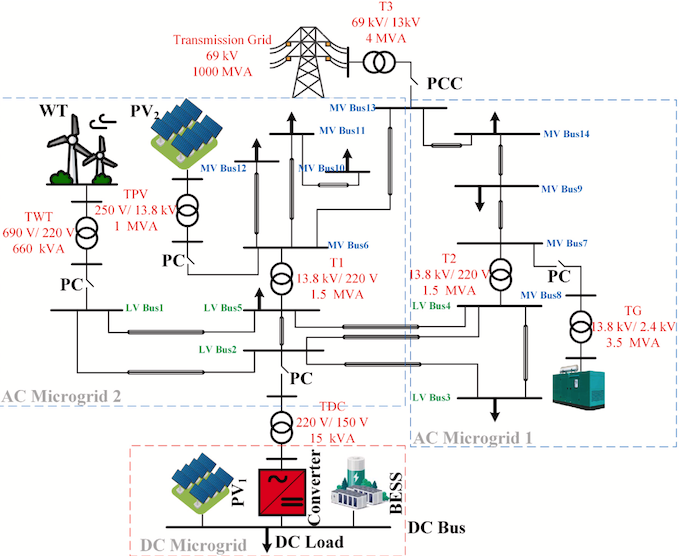 T3
69 kV/ 13kV
4 MVA
Transmission Grid
69 kV
1000 MVA
PCC
WT
PV2
MV Bus13
MV Bus11
MV Bus14
MV Bus12
MV Bus10
TPV
250 V/ 13.8 kV
1 MVA
MV Bus9
TWT
690 V/ 220 V
660 kVA
PC
MV Bus6
MV Bus7
T1
13.8 kV/ 220 V
1.5 MVA
T2
13.8 kV/ 220 V
1.5 MVA
PC
PC
MV Bus8
TG
13.8 kV/ 2.4 kV
3.5 MVA
LV Bus1
LV Bus5
LV Bus4
LV Bus2
PC
LV Bus3
AC Microgrid 2
TDC
220 V/ 150 V
15 kVA
AC Microgrid 1
PV1
Converter
BESS
DC Bus
DC Load
DC Microgrid